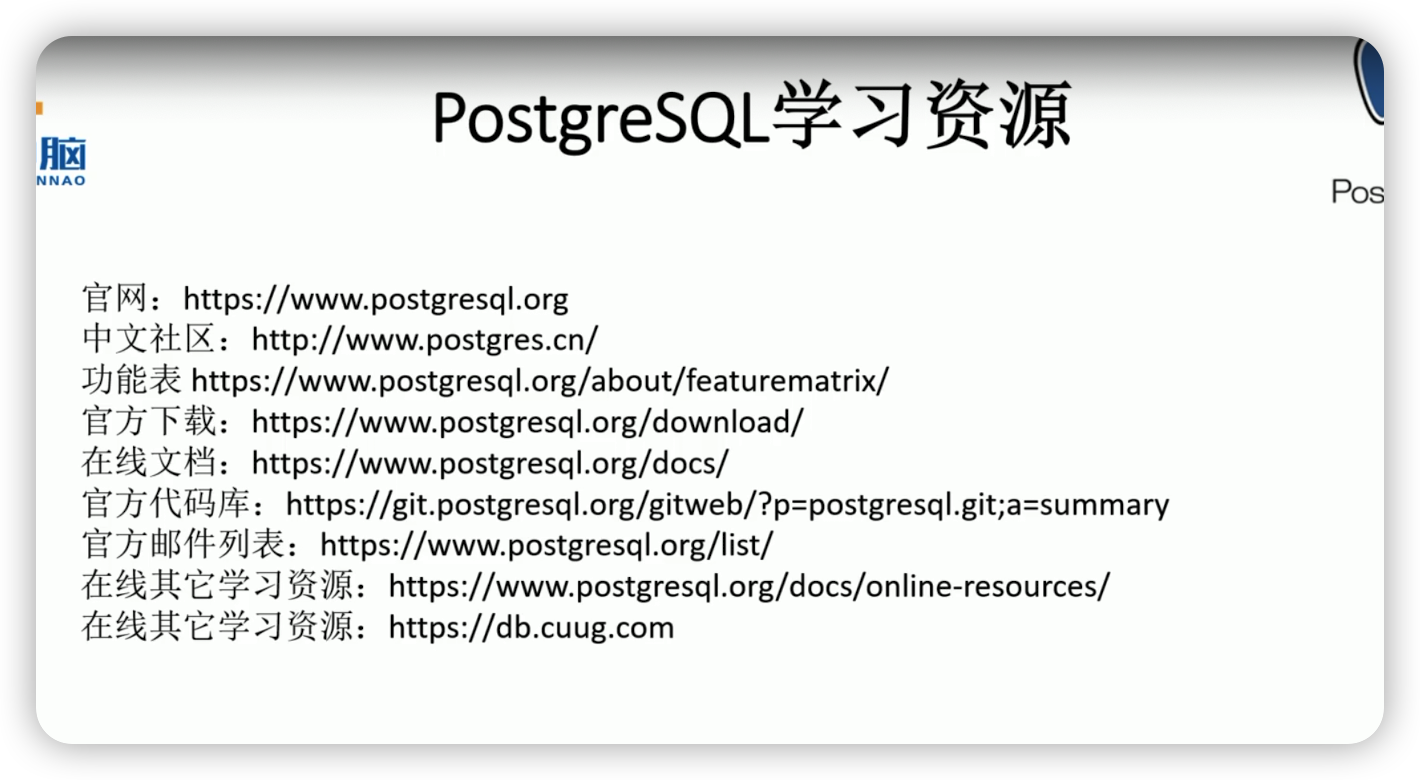 PostgreSQL学习资源
脑
NNAO
Pos
官网：https://www.postgresql.org
中文社区：http://www.postgres.cn/
功能表 https://www.postgresql.org/about/featurematrix/
官方下载：https://www.postgresql.org/download/
在线文档：https://www.postgresql.org/docs/
官方代码库：https://git.postgresql.org/gitweb/?p=postgresql.git;a=summary
官方邮件列表：https://www.postgresql.org/list/
在线其它学习资源：https://www.postgresql.org/docs/online-resources/
在线其它学习资源：https://db.cuug.com